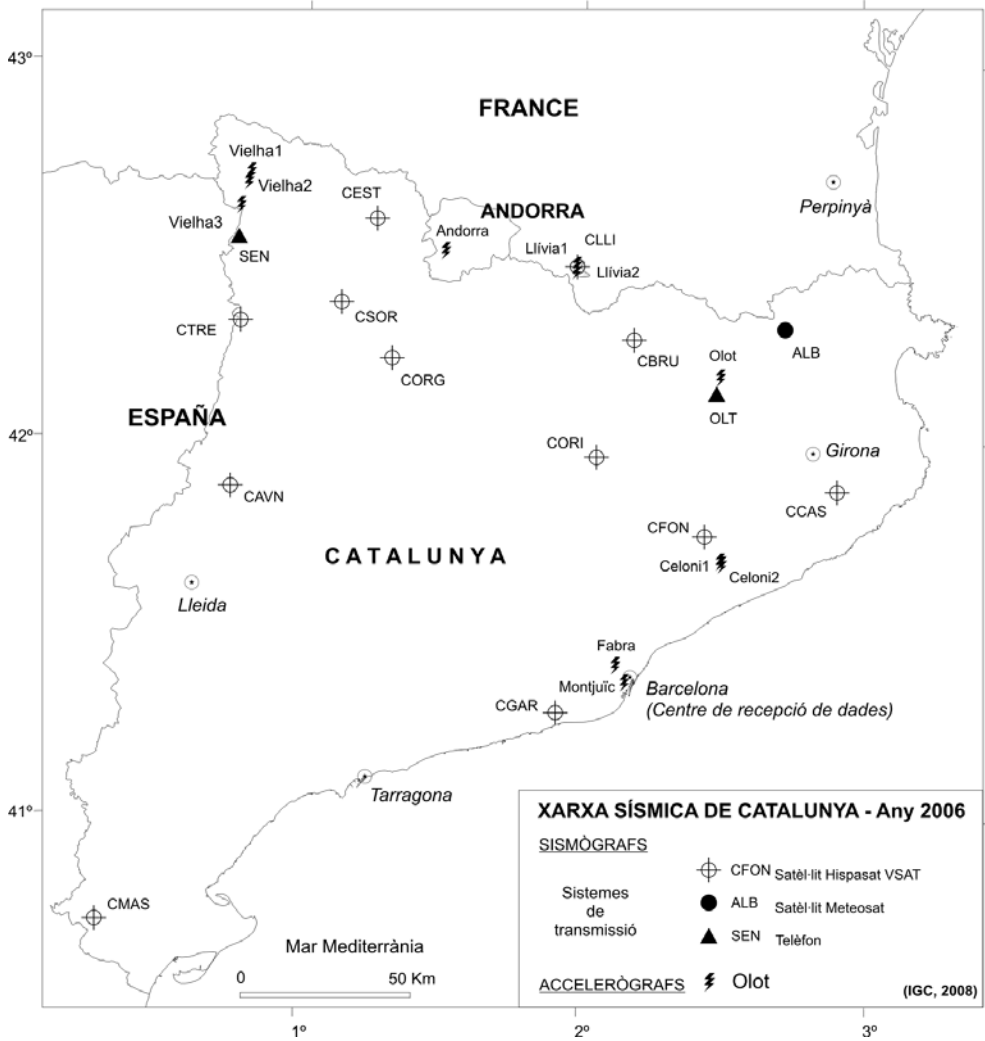 43º
FRANCE
Vielha1
Vielha2
CEST
Perpinyà
ANDORRA
Vielha3
Andorra
CLLI
Llívia1
Llívia2
SEN
CSOR
CTRE
CBRU
Olot
ALB
CORG
OLT
ESPAÑA
42º
CORI
Girona
CAVN
CCAS
CFON
CATALUNYA
Celoni1
Celoni2
Lleida
Fabra
Montjuïc
Barcelona
(Centre de recepció de dades)
CGAR
Tarragona
41º
XARXA SÍSMICA DE CATALUNYA - Any 2006
SISMÒGRAFS
CFON Satèl·lit Hispasat VSAT
Sistemes
de
transmissió
ALB Satèl·lit Meteosat
SEN Telèfon
ACCELERÒGRAFS Olot
(IGC, 2008)
CMAS
Mar Mediterrània
0 50 Km
1º 2º 3º